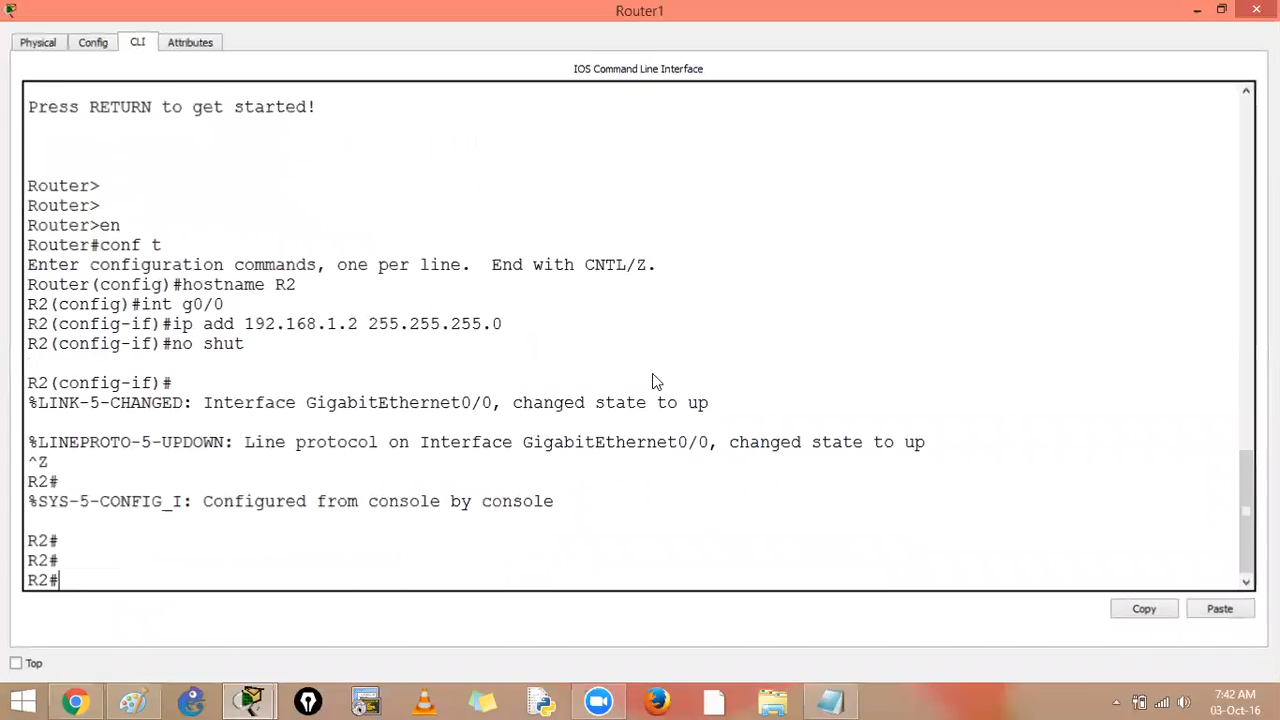 Router1
Physical Config CLI Attributes
IOS Command Line Interface
Press RETURN to get started!
Router>
Router>
Router>en
Router#conf t
Enter configuration commands, one per line.  End with CNTL/Z.
Router(config)#hostname R2
R2(config)#int g0/0
R2(config-if)#ip add 192.168.1.2 255.255.255.0
R2(config-if)#no shut
R2(config-if)#
%LINK-5-CHANGED: Interface GigabitEthernet0/0, changed state to up
%LINEPROTO-5-UPDOWN: Line protocol on Interface GigabitEthernet0/0, changed state to up
^Z
R2#
%SYS-5-CONFIG_I: Configured from console by console
R2#
R2#
R2#
Copy Paste
Top
7:42 AM
03-Oct-16